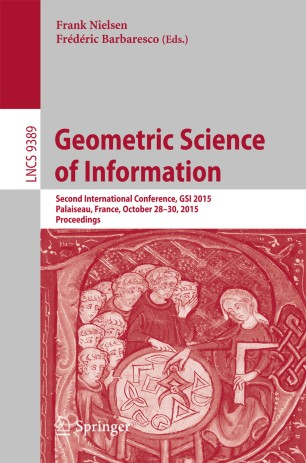 Frank Nielsen
Frédéric Barbaresco (Eds.)
LNCS 9389
Geometric Science
of Information
Second International Conference, GSI 2015
Palaiseau, France, October 28–30, 2015
Proceedings
Springer